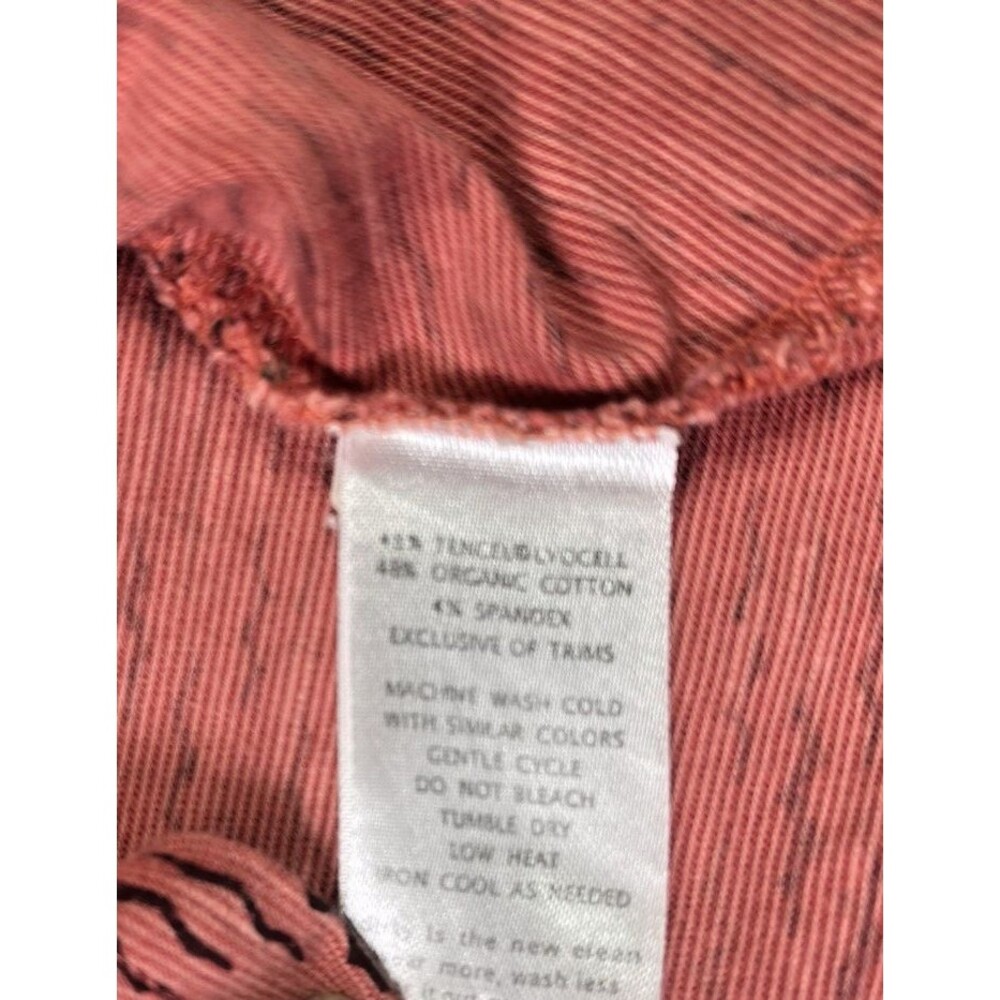 TENCEL® LYOCELL
48% ORGANIC COTTON
4% SPANDEX
EXCLUSIVE OF TRIMS
MACHINE WASH COLD
WITH SIMILAR COLORS
GENTLE CYCLE
DO NOT BLEACH
TUMBLE DRY
LOW HEAT
IRON COOL AS NEEDED
is the new clean
more, wash less